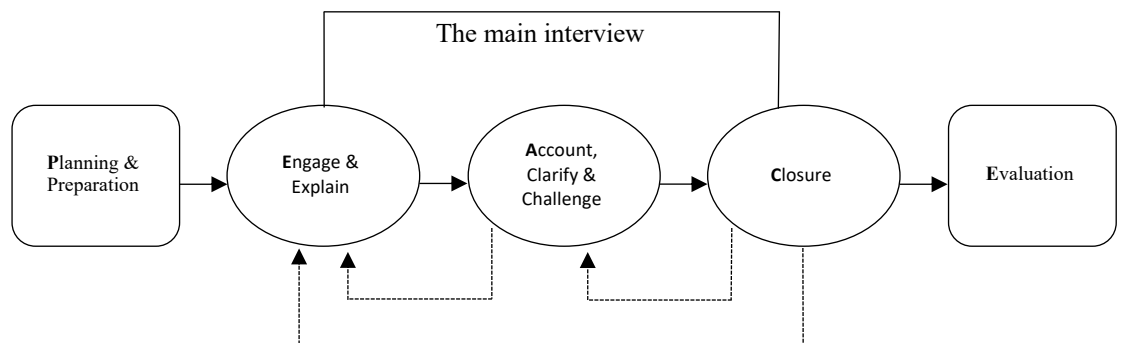 The main interview
Planning &
Preparation
Engage &
Explain
Account,
Clarify &
Challenge
Closure
Evaluation